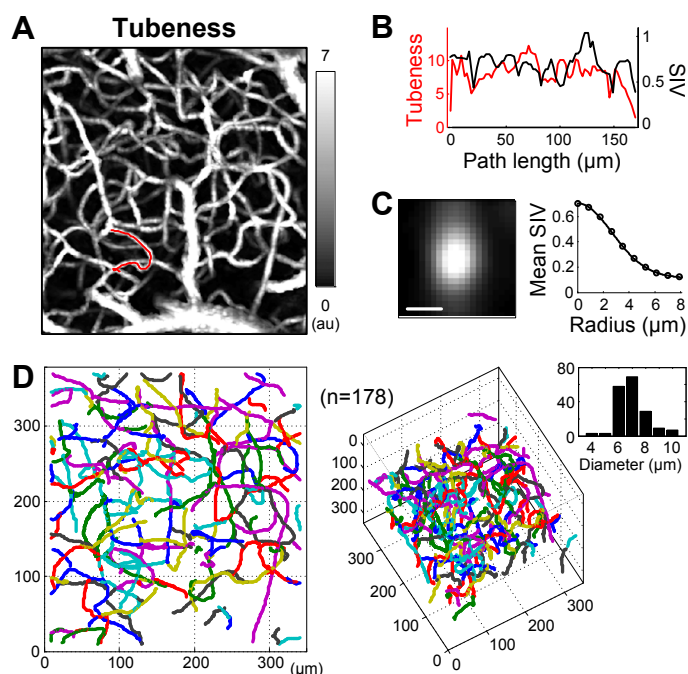 A
Tubeness
7
0
(au)
B
Tubeness
10
5
0
1
0.5
0
SIV
0 50 100 150
Path length (µm)
C
Mean SIV
0.6
0.4
0.2
0
0 2 4 6 8
Radius (µm)
D
300
200
100
0
0 100 200 300 (µm)
(n=178)
0
100
200
300
300
200
100
0
0
100
200
300
80
40
0
4 6 8 10
Diameter (µm)